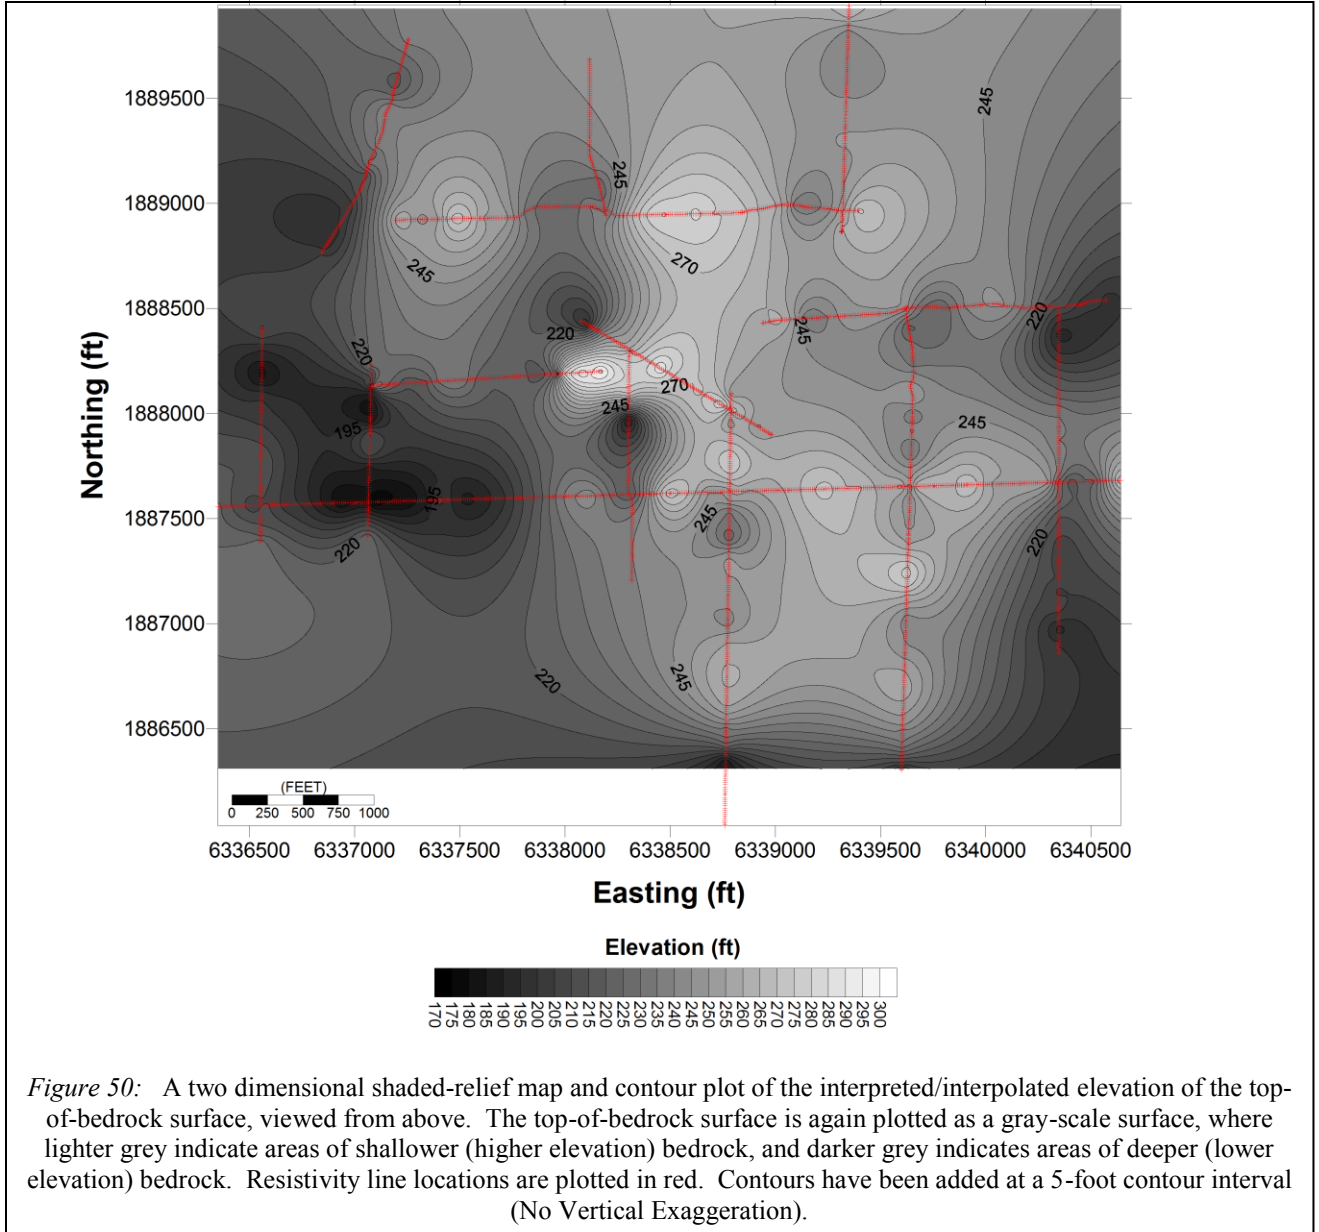 1889500
1889000
1888500
1888000
1887500
1887000
1886500
Northing (ft)
245
245
245
270
220
220
245
220
270
245
195
245
195
245
220
220
220
245
(FEET)
0 250 500 750 1000
6336500 6337000 6337500 6338000 6338500 6339000 6339500 6340000 6340500
Easting (ft)
Elevation (ft)
170 175 180 185 190 195 200 205 210 215 220 225 230 235 240 245 250 255 260 265 270 275 280 285 290 295 300
Figure 50: A two dimensional shaded-relief map and contour plot of the interpreted/interpolated elevation of the top-
of-bedrock surface, viewed from above. The top-of-bedrock surface is again plotted as a gray-scale surface, where
lighter grey indicate areas of shallower (higher elevation) bedrock, and darker grey indicates areas of deeper (lower
elevation) bedrock. Resistivity line locations are plotted in red. Contours have been added at a 5-foot contour interval
(No Vertical Exaggeration).